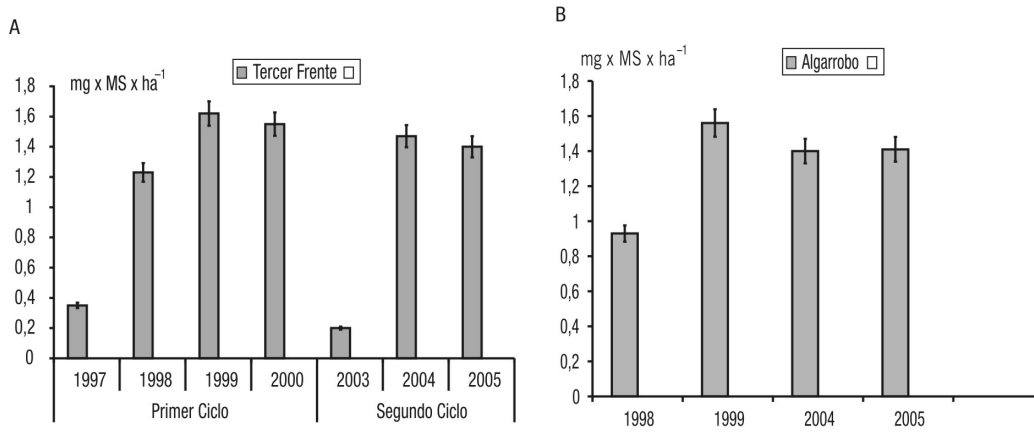 A
mg x MS x ha⁻¹
Tercer Frente
1,8
1,6
1,4
1,2
1
0,8
0,6
0,4
0,2
0
1997 1998 1999 2000 2003 2004 2005
Primer Ciclo Segundo Ciclo
B
mg x MS x ha⁻¹
Algarrobo
1,8
1,6
1,4
1,2
1
0,8
0,6
0,4
0,2
0
1998 1999 2004 2005